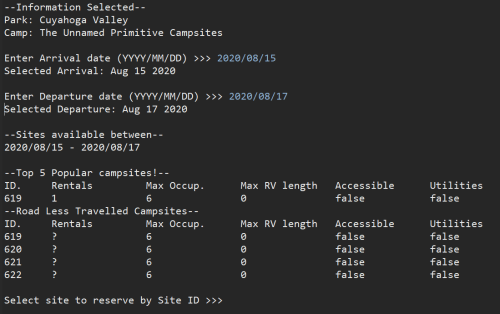 --Information Selected--
Park: Cuyahoga Valley
Camp: The Unnamed Primitive Campsites
Enter Arrival date (YYYY/MM/DD) >>> 2020/08/15
Selected Arrival: Aug 15 2020
Enter Departure date (YYYY/MM/DD) >>> 2020/08/17
Selected Departure: Aug 17 2020
--Sites available between--
2020/08/15 - 2020/08/17
--Top 5 Popular campsites!--
ID. Rentals Max Occup. Max RV length Accessible Utilities
619 1 6 0 false false
--Road Less Travelled Campsites--
ID. Rentals Max Occup. Max RV length Accessible Utilities
619 ? 6 0 false false
620 ? 6 0 false false
621 ? 6 0 false false
622 ? 6 0 false false
Select site to reserve by Site ID >>>